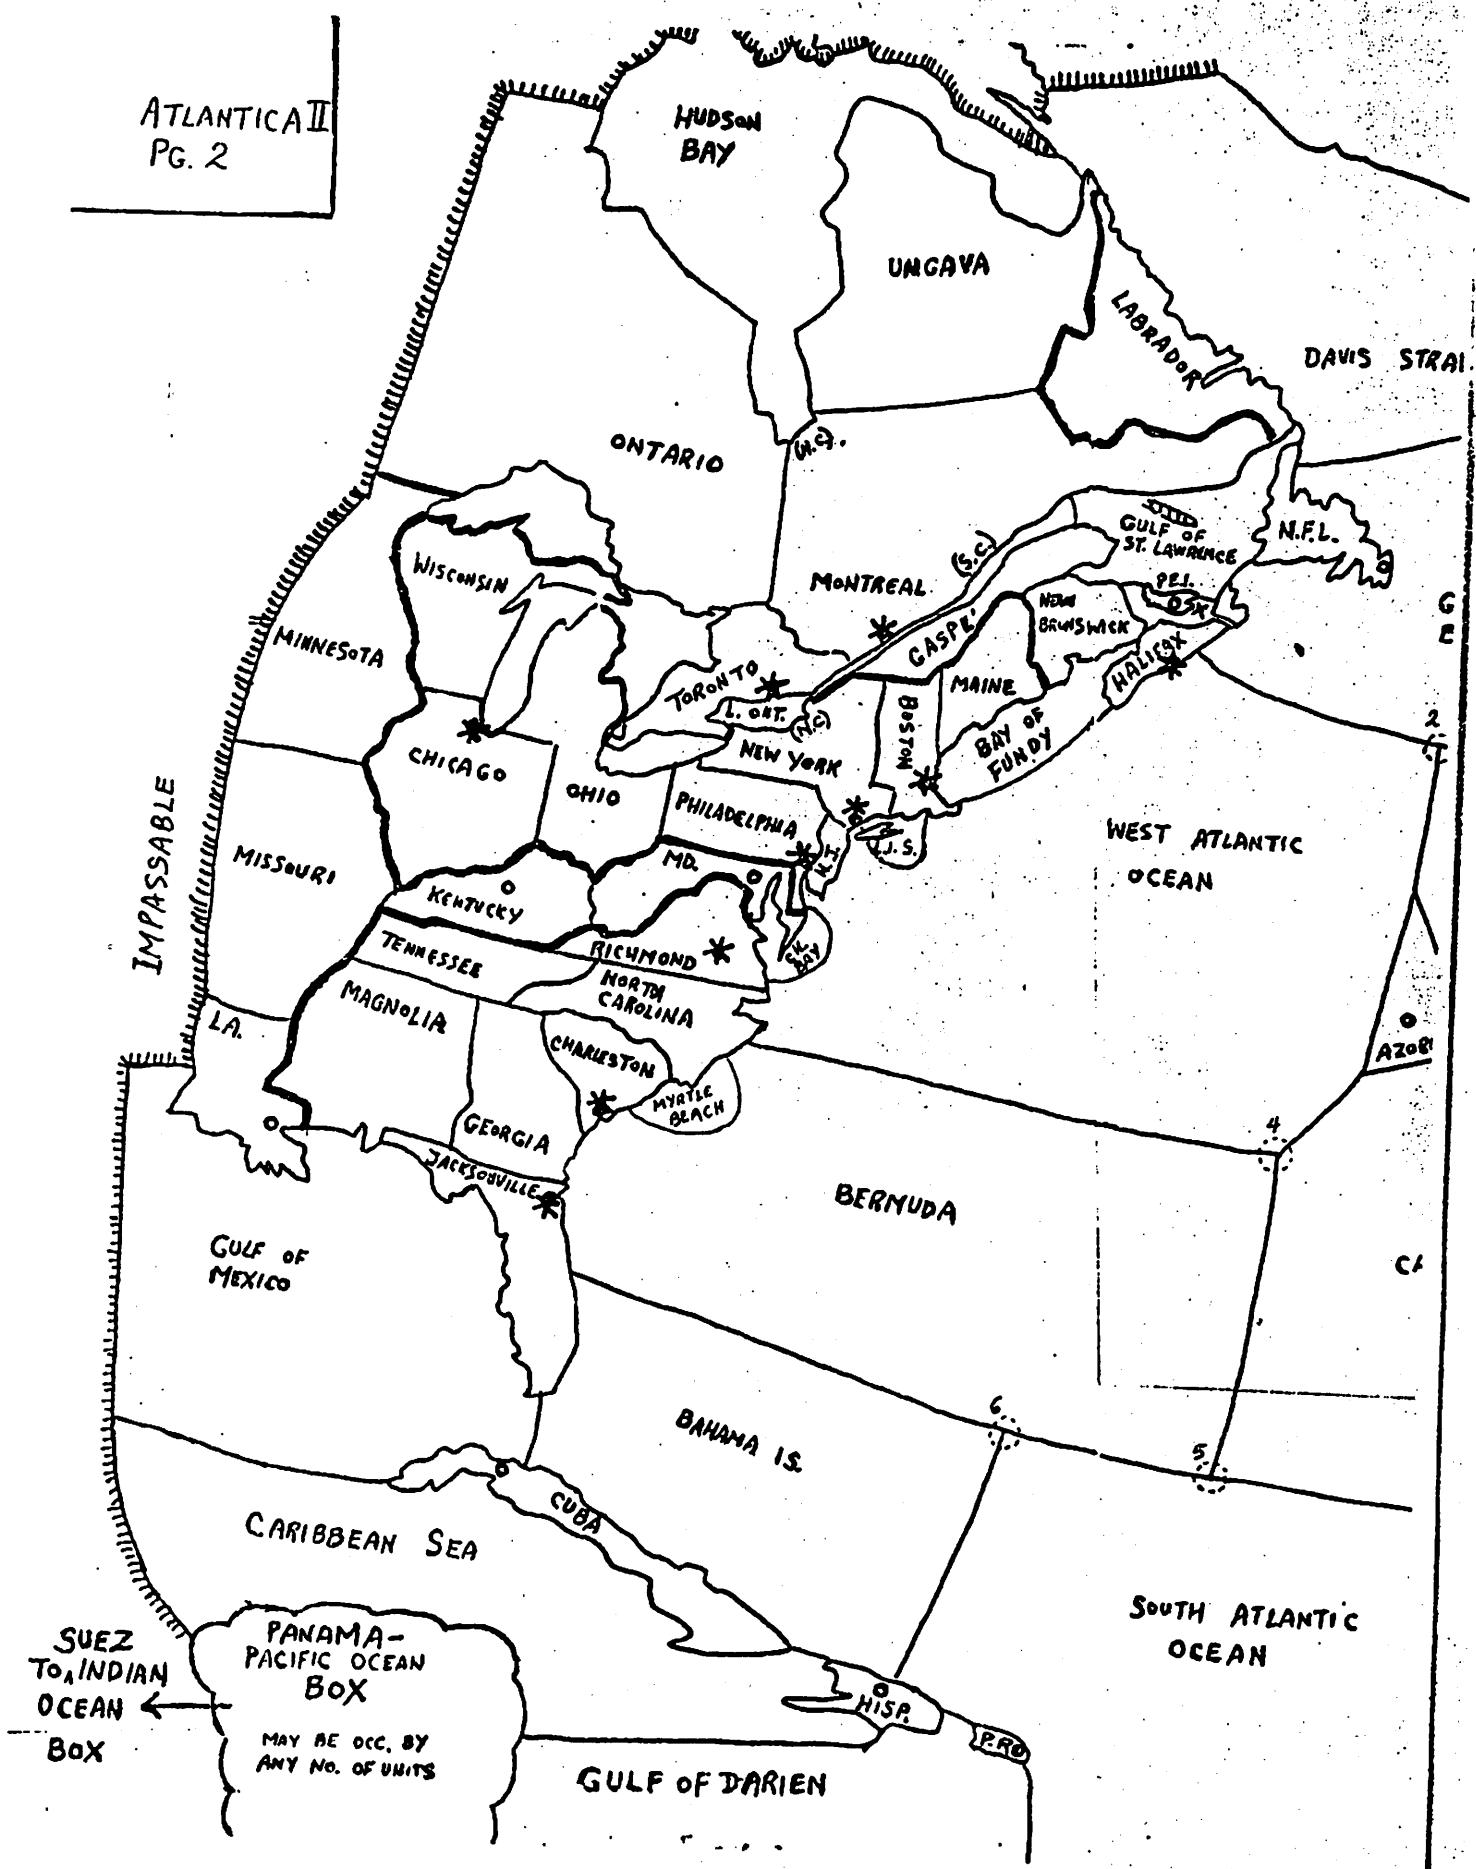 ATLANTICA II
PG. 2
HUDSON
BAY
UNGAVA
LABRADOR
DAVIS STRAI
ONTARIO
(N.C).
GULF OF
ST. LAWRENCE
N.F.L.
(S.C.)
WISCONSIN
MONTREAL
P.E.I.
NEW
BRUNSWICK
G
E
MINNESOTA
GASPÉ
HALIFAX
TORONTO
MAINE
L. ONT.
(N.C)
BOSTON
BAY OF
FUNDY
2
CHICAGO
NEW YORK
OHIO
PHILADELPHIA
WEST ATLANTIC
OCEAN
IMPASSABLE
MISSOURI
MD.
N.J.
L.J.S.
KENTUCKY
RICHMOND
CH.
BAY
TENNESSEE
NORTH
CAROLINA
MAGNOLIA
LA.
CHARLESTON
AZOR
MYRTLE
BEACH
GEORGIA
4
JACKSONVILLE
BERMUDA
GULF OF
MEXICO
CA
6
BAHAMA IS.
5
CUBA
CARIBBEAN SEA
SOUTH ATLANTIC
OCEAN
SUEZ
TO INDIAN
OCEAN
BOX
PANAMA-
PACIFIC OCEAN
BOX
MAY BE OCC. BY
ANY NO. OF UNITS
HISP.
P.R.
GULF OF DARIEN